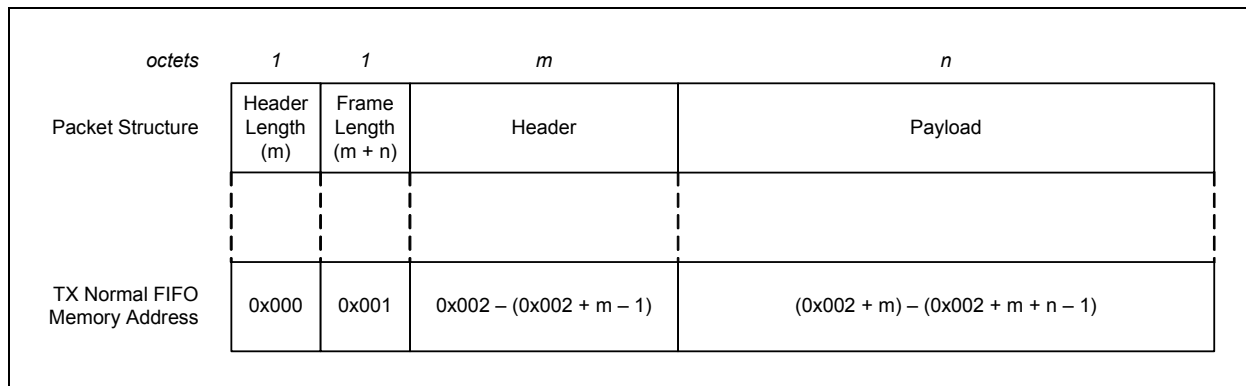 octets 1 1 m n
Packet Structure
Header
Length
(m)
Frame
Length
(m + n)
Header
Payload
TX Normal FIFO
Memory Address
0x000
0x001
0x002 – (0x002 + m – 1)
(0x002 + m) – (0x002 + m + n – 1)